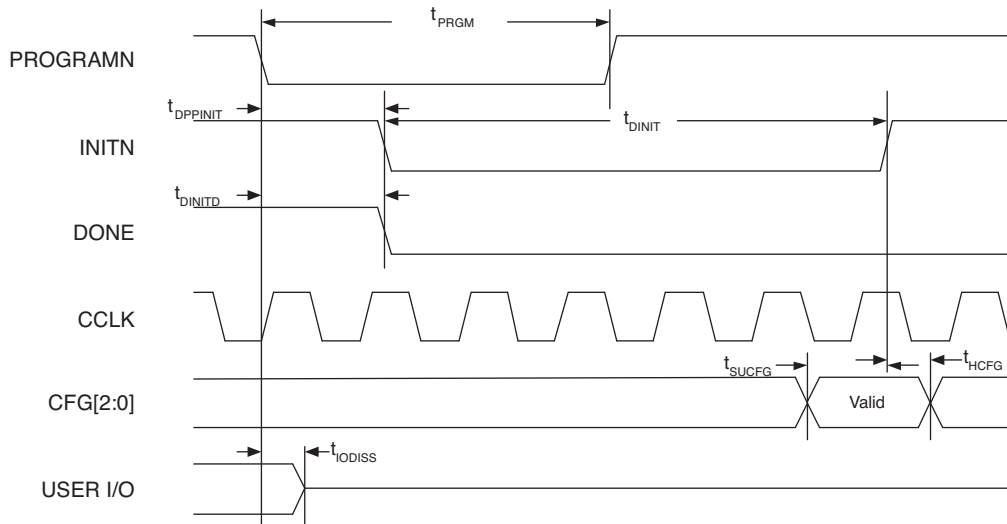 tPRGM
PROGRAMN
tDPPINIT
tDINIT
INITN
tDINITD
DONE
CCLK
tSUCFG
tHCFG
CFG[2:0]
Valid
tIODISS
USER I/O